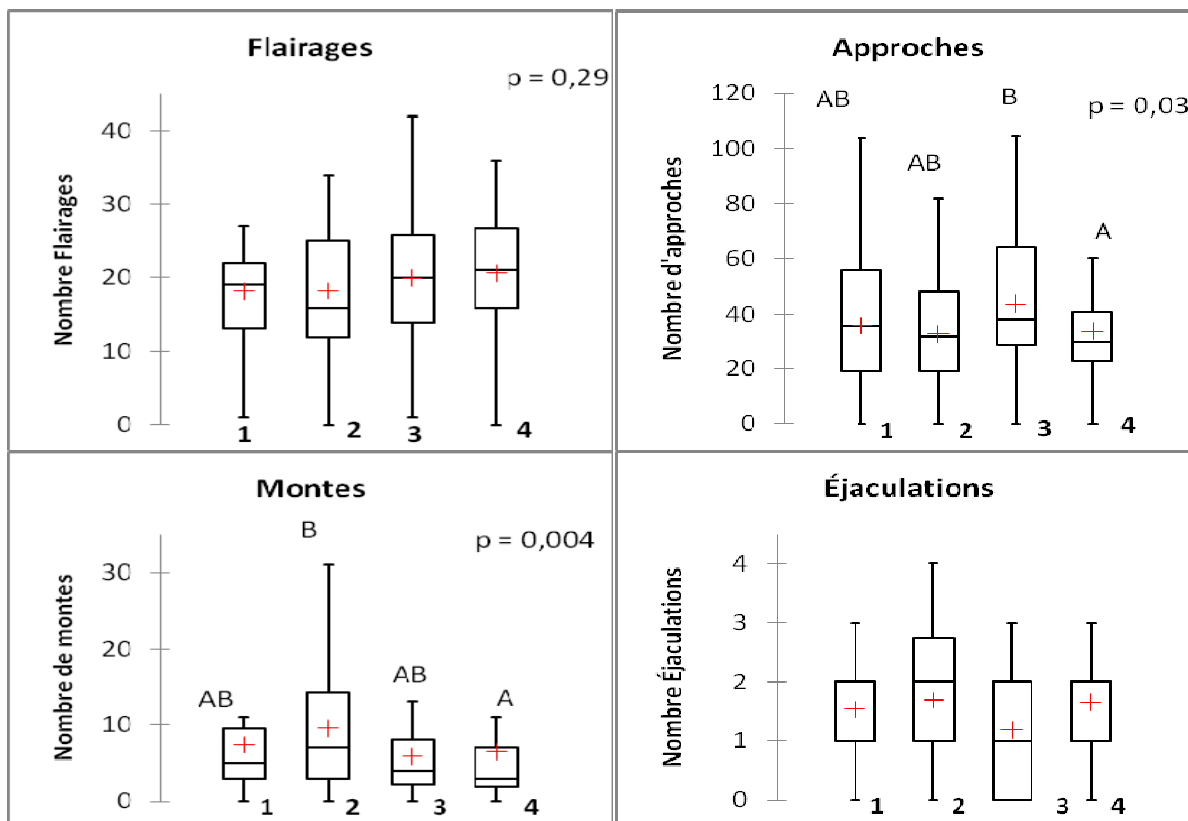 Flairages
p = 0,29
Nombre Flairages
40
30
20
10
0
1 2 3 4
Approches
AB B
p = 0,03
AB
A
Nombre d'approches
120
100
80
60
40
20
0
1 2 3 4
Montes
B
p = 0,004
AB AB A
Nombre de montes
30
20
10
0
1 2 3 4
Éjaculations
Nombre Éjaculations
4
3
2
1
0
1 2 3 4